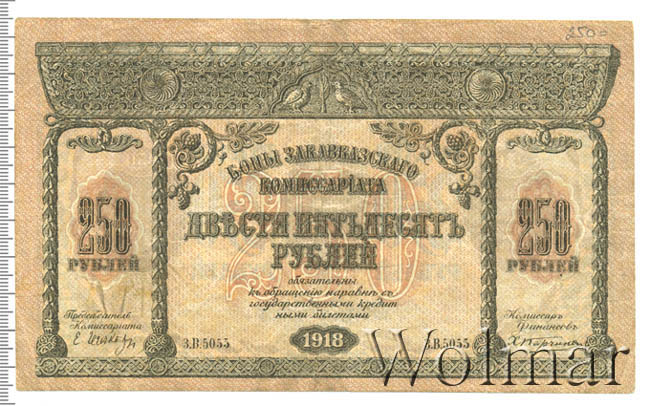 250=
БОНЫ ЗАКАВКАЗСКАГО
КОМИССАРІАТА
ДВѢСТИ ПЯТЬДЕСЯТЪ
РУБЛЕЙ
250
РУБЛЕЙ
250
РУБЛЕЙ
250
обязательны
къ обращенію наравнѣ съ
государственными кредит
ными билетами
Предсѣдатель
Комиссаріата
Комиссаръ
Финансовъ
З.В.5055
1918
З.В.5055
Wolmar